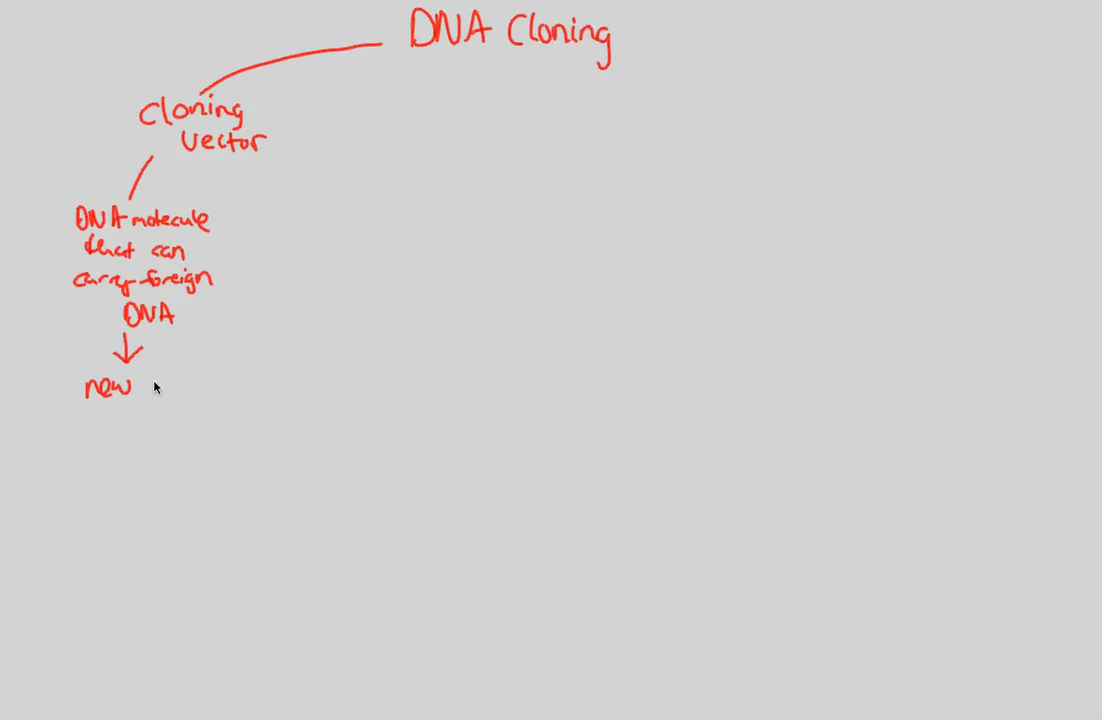 DNA Cloning
Cloning
Vector
DNA molecule
that can
carry foreign
DNA
new